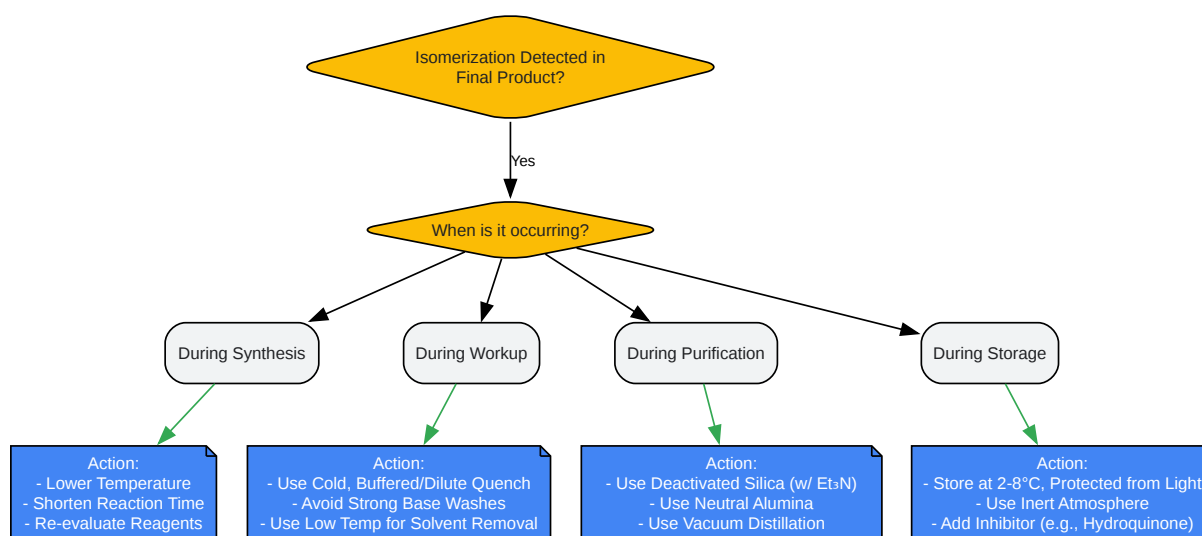 Isomerization Detected in
Final Product?
Yes
When is it occurring?
During Synthesis
During Workup
During Purification
During Storage
Action:
- Lower Temperature
- Shorten Reaction Time
- Re-evaluate Reagents
Action:
- Use Cold, Buffered/Dilute Quench
- Avoid Strong Base Washes
- Use Low Temp for Solvent Removal
Action:
- Use Deactivated Silica (w/ Et₃N)
- Use Neutral Alumina
- Use Vacuum Distillation
Action:
- Store at 2-8°C, Protected from Light
- Use Inert Atmosphere
- Add Inhibitor (e.g., Hydroquinone)